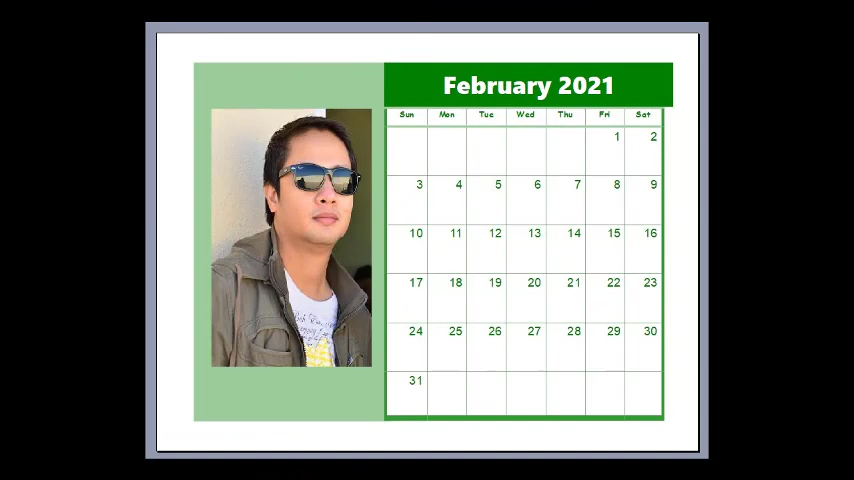 February 2021
Sun Mon Tue Wed Thu Fri Sat
1 2
3 4 5 6 7 8 9
10 11 12 13 14 15 16
17 18 19 20 21 22 23
24 25 26 27 28 29 30
31